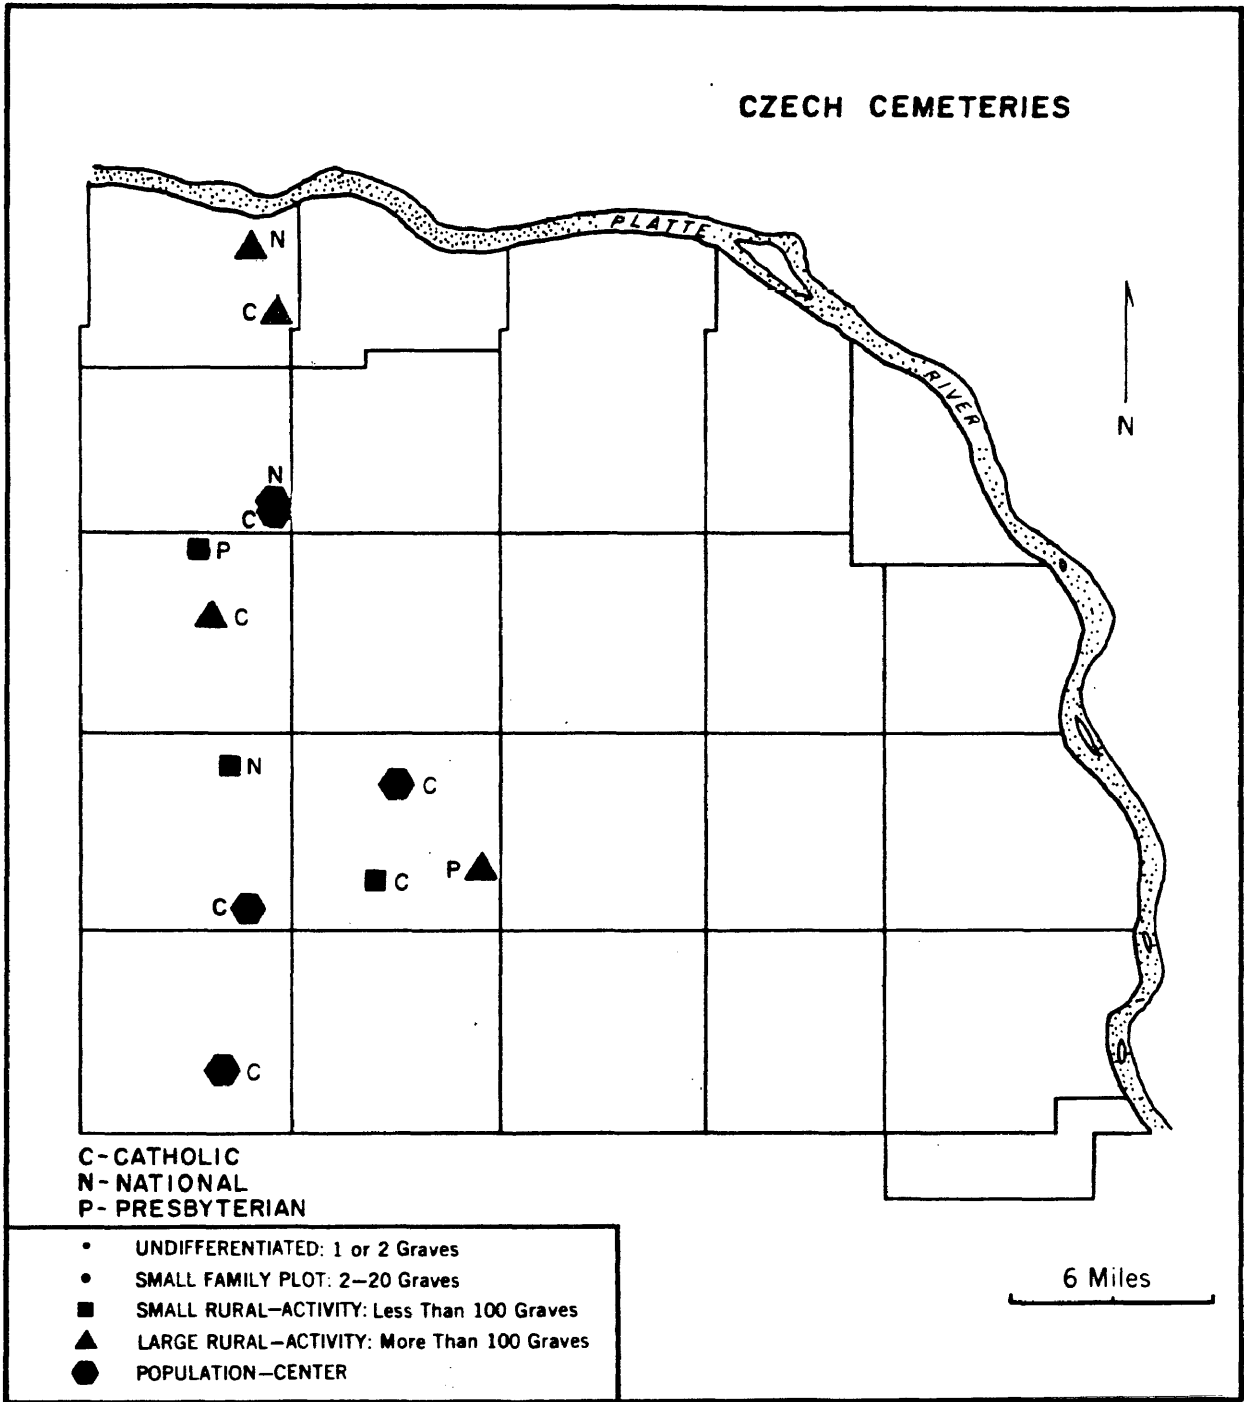 CZECH CEMETERIES
PLATTE
N
C
RIVER
N
N
C
P
C
N
C
C
P
C
C
C-CATHOLIC
N-NATIONAL
P-PRESBYTERIAN
UNDIFFERENTIATED: 1 or 2 Graves
SMALL FAMILY PLOT: 2-20 Graves
SMALL RURAL-ACTIVITY: Less Than 100 Graves
LARGE RURAL-ACTIVITY: More Than 100 Graves
POPULATION-CENTER
6 Miles